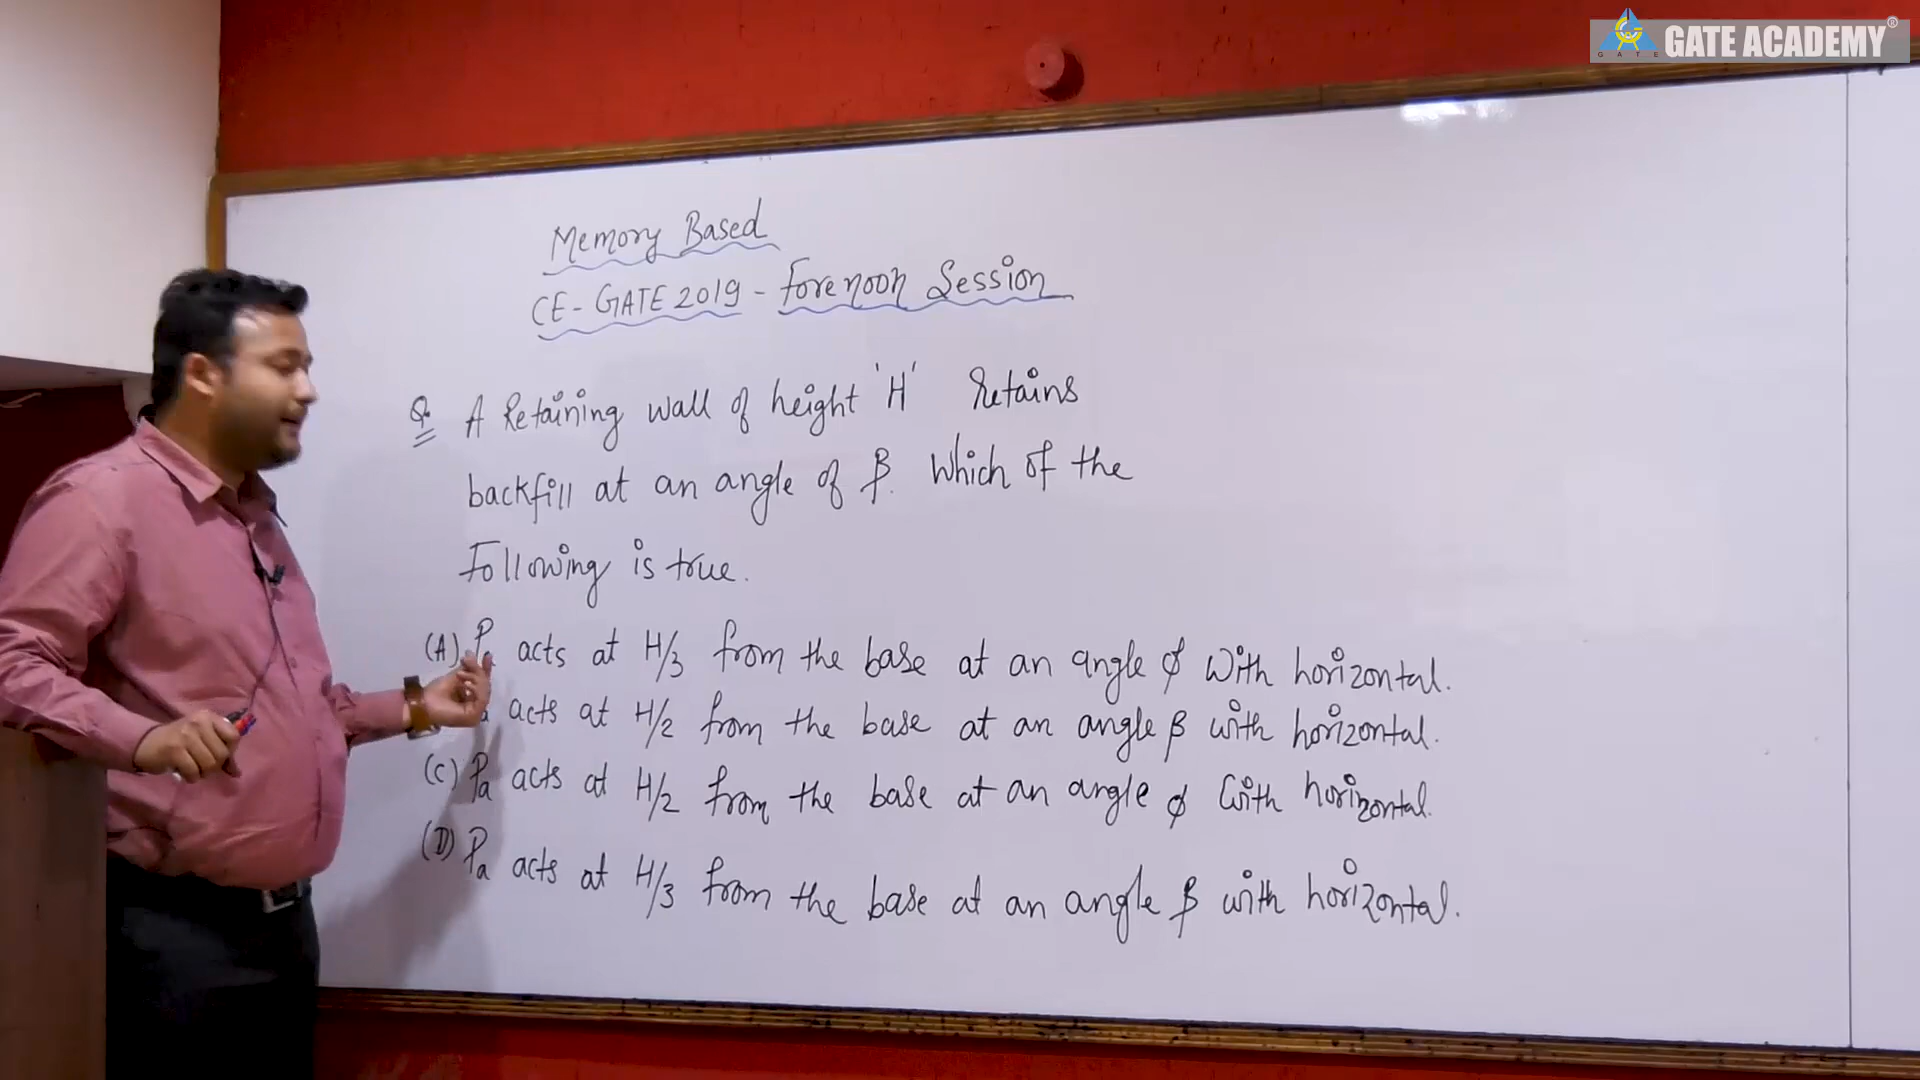 GATE ACADEMY®
GATE
Memory Based
CE-GATE 2019 - Forenoon Session
Q. A Retaining wall of height 'H' Retains
backfill at an angle of β. Which of the
Following is true.
(A) P acts at H/3 from the base at an angle ϕ With horizontal.
acts at H/2 from the base at an angle β with horizontal.
(C) Pa acts at H/2 from the base at an angle ϕ With horizontal.
(D) Pa acts at H/3 from the base at an angle β with horizontal.